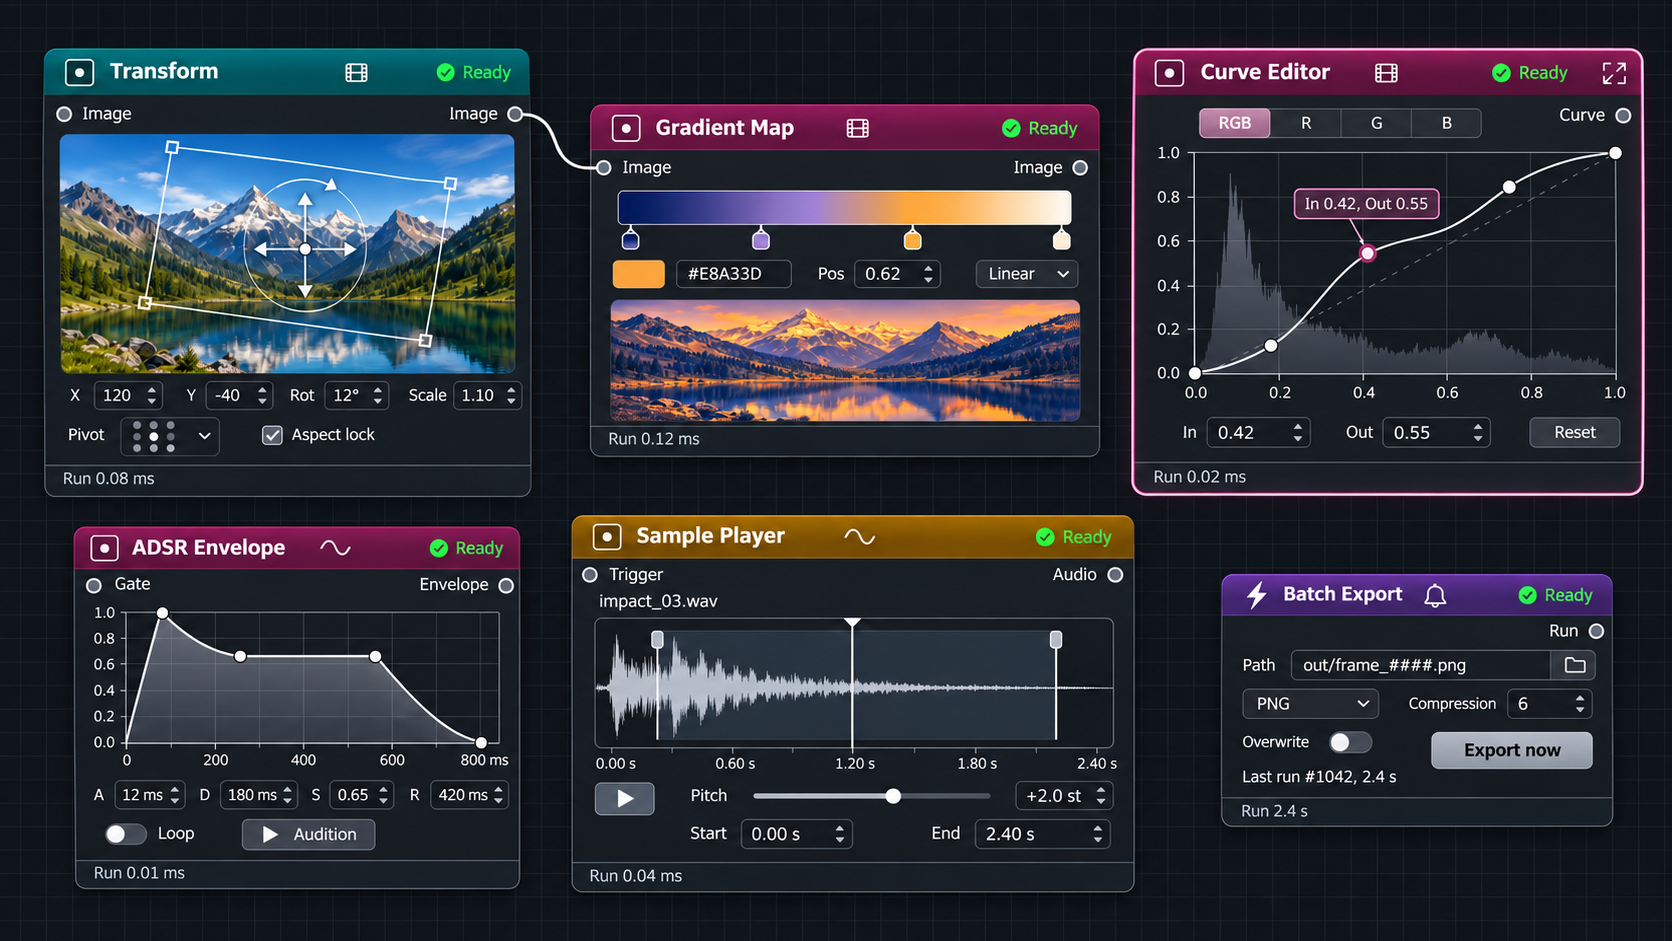 Transform Ready
Image Image
X 120 Y -40 Rot 12° Scale 1.10
Pivot Aspect lock
Run 0.08 ms
Gradient Map Ready
Image Image
#E8A33D Pos 0.62 Linear
Run 0.12 ms
Curve Editor Ready
RGB R G B Curve
In 0.42, Out 0.55
1.0
0.8
0.6
0.4
0.2
0.0
0.0 0.2 0.4 0.6 0.8 1.0
In 0.42 Out 0.55 Reset
Run 0.02 ms
ADSR Envelope Ready
Gate Envelope
1.0
0.8
0.6
0.4
0.2
0.0
0 200 400 600 800 ms
A 12 ms D 180 ms S 0.65 R 420 ms
Loop Audition
Run 0.01 ms
Sample Player Ready
Trigger Audio
impact_03.wav
0.00 s 0.60 s 1.20 s 1.80 s 2.40 s
Pitch +2.0 st
Start 0.00 s End 2.40 s
Run 0.04 ms
Batch Export Ready
Run
Path out/frame_####.png
PNG Compression 6
Overwrite Export now
Last run #1042, 2.4 s
Run 2.4 s